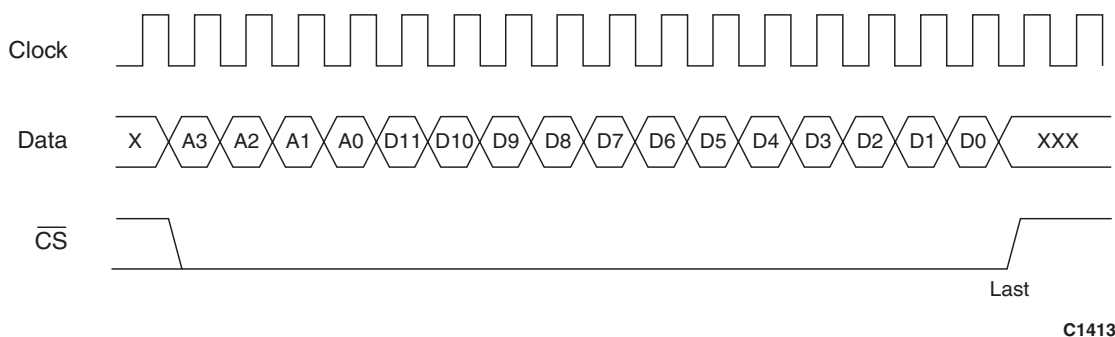 Clock
Data X A3 A2 A1 A0 D11 D10 D9 D8 D7 D6 D5 D4 D3 D2 D1 D0 XXX
C̅S̅
Last
C1413